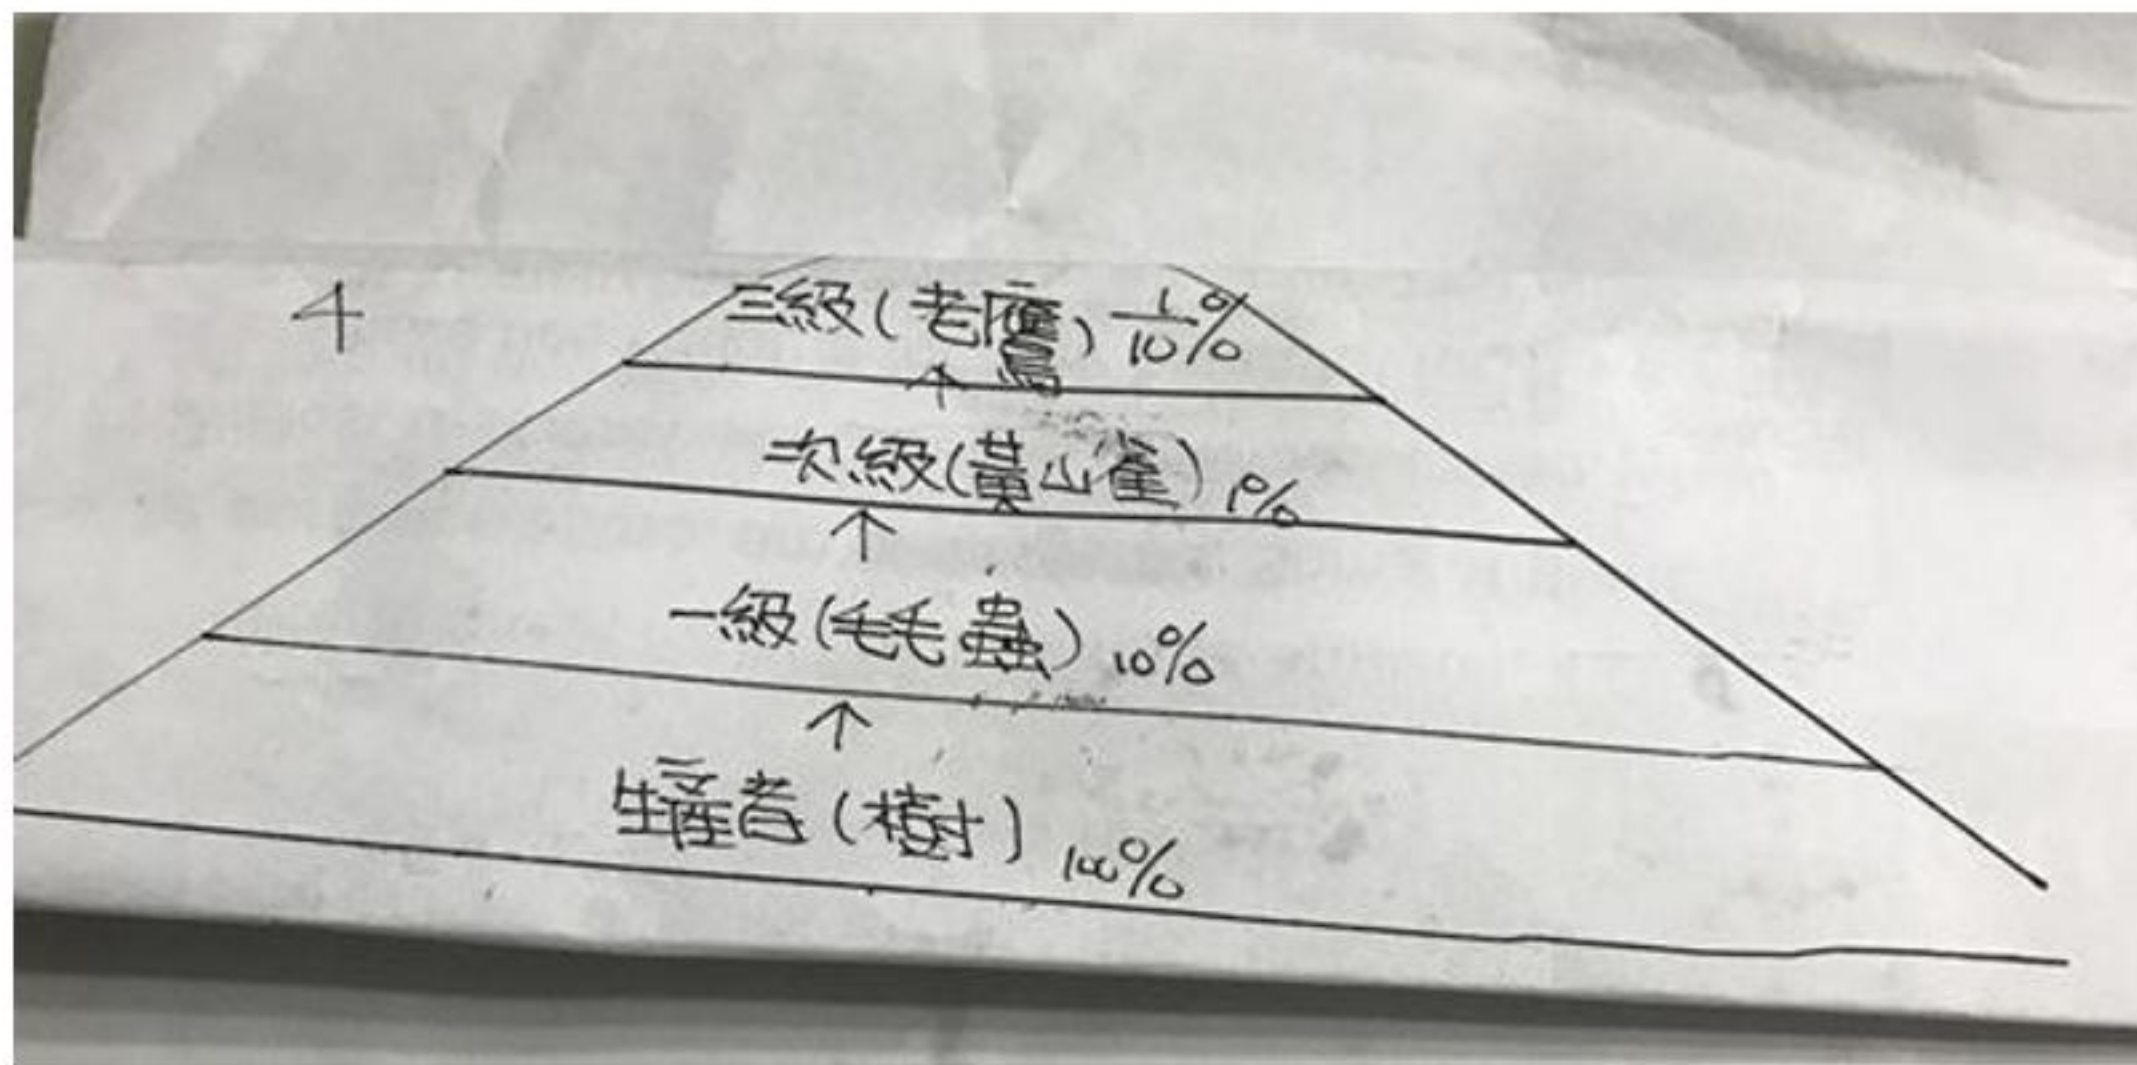 4
三級(老鷹) 1/10%
次級(黃山雀) 1%
一級(毛毛蟲) 10%
生產者(樹) 100%